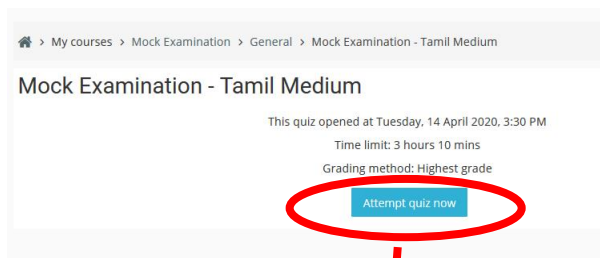 > My courses > Mock Examination > General > Mock Examination - Tamil Medium
Mock Examination - Tamil Medium
This quiz opened at Tuesday, 14 April 2020, 3:30 PM
Time limit: 3 hours 10 mins
Grading method: Highest grade
Attempt quiz now